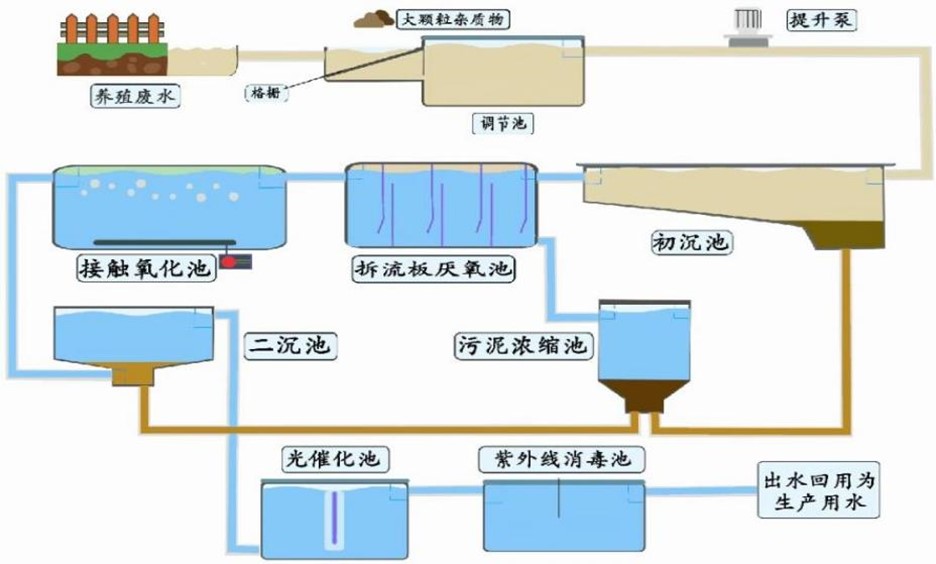 大颗粒杂质物
提升泵
养殖废水
格栅
调节池
接触氧化池
拆流板厌氧池
初沉池
二沉池
污泥浓缩池
光催化池
紫外线消毒池
出水回用为
生产用水